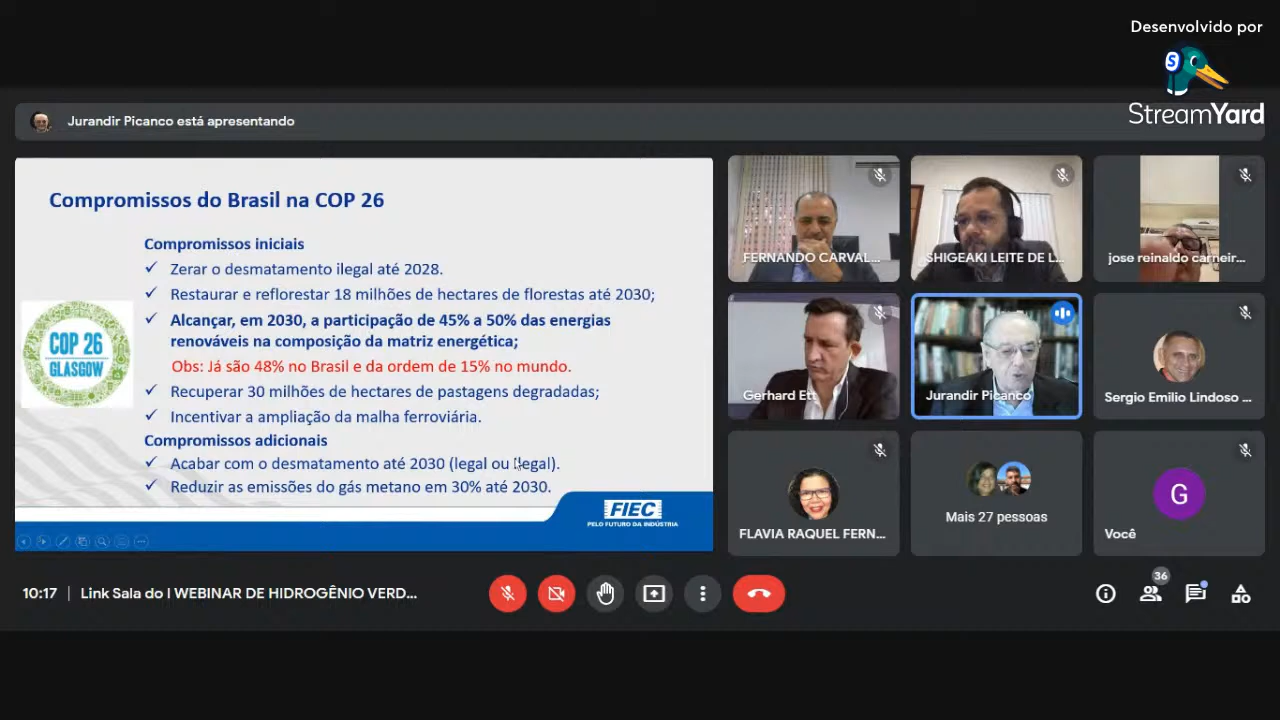 Desenvolvido por
StreamYard
Jurandir Picanco está apresentando
Compromissos do Brasil na COP 26
Compromissos iniciais
✓ Zerar o desmatamento ilegal até 2028.
✓ Restaurar e reflorestar 18 milhões de hectares de florestas até 2030;
✓ Alcançar, em 2030, a participação de 45% a 50% das energias
renováveis na composição da matriz energética;
Obs: Já são 48% no Brasil e da ordem de 15% no mundo.
✓ Recuperar 30 milhões de hectares de pastagens degradadas;
✓ Incentivar a ampliação da malha ferroviária.
Compromissos adicionais
✓ Acabar com o desmatamento até 2030 (legal ou ilegal).
✓ Reduzir as emissões do gás metano em 30% até 2030.
COP 26
GLASGOW
FIEC
PELO FUTURO DA INDÚSTRIA
FERNANDO CARVAL...
SHIGEAKI LEITE DE L...
jose reinaldo carneir...
Gerhard Ett
Jurandir Picanco
Sergio Emilio Lindoso ...
FLAVIA RAQUEL FERN...
Mais 27 pessoas
G
Você
10:17 | Link Sala do I WEBINAR DE HIDROGÊNIO VERD...
36